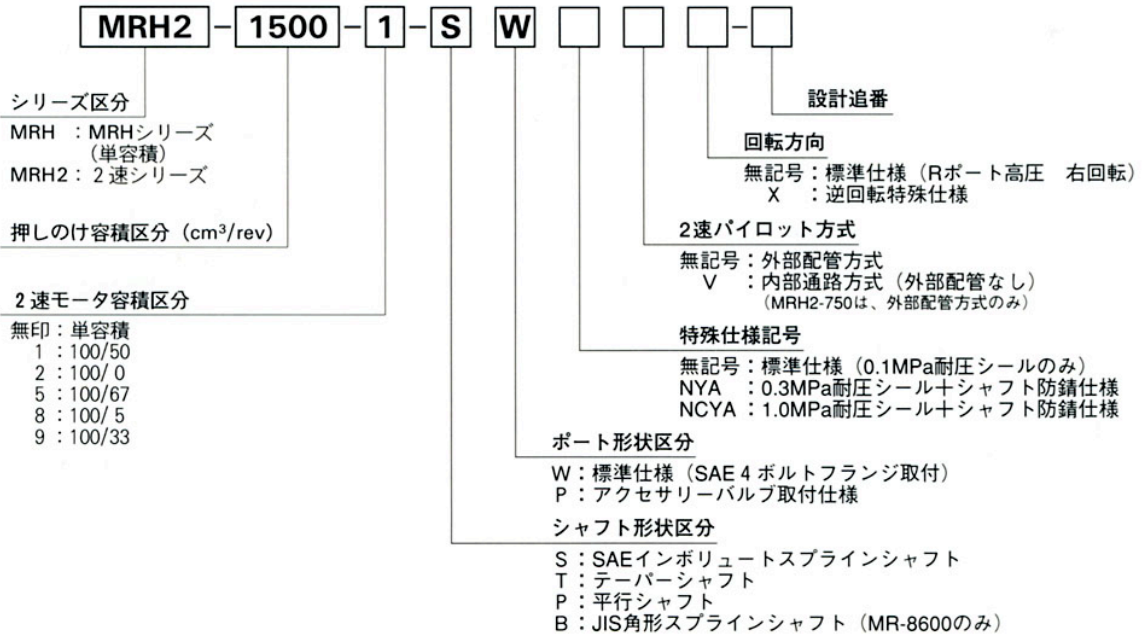 MRH2-1500-1-S W □ □ □-□
シリーズ区分
MRH ：MRHシリーズ
（単容積）
MRH2：2速シリーズ
押しのけ容積区分（cm³/rev）
2速モータ容積区分
無印：単容積
1：100/50
2：100/ 0
5：100/67
8：100/ 5
9：100/33
設計追番
回転方向
無記号：標準仕様（Rポート高圧　右回転）
X ：逆回転特殊仕様
2速パイロット方式
無記号：外部配管方式
V ：内部通路方式（外部配管なし）
（MRH2-750は、外部配管方式のみ）
特殊仕様記号
無記号：標準仕様（0.1MPa耐圧シールのみ）
NYA ：0.3MPa耐圧シール＋シャフト防錆仕様
NCYA：1.0MPa耐圧シール＋シャフト防錆仕様
ポート形状区分
W：標準仕様（SAE 4 ボルトフランジ取付）
P：アクセサリーバルブ取付仕様
シャフト形状区分
S：SAEインボリュートスプラインシャフト
T：テーパーシャフト
P：平行シャフト
B：JIS角形スプラインシャフト（MR-8600のみ）